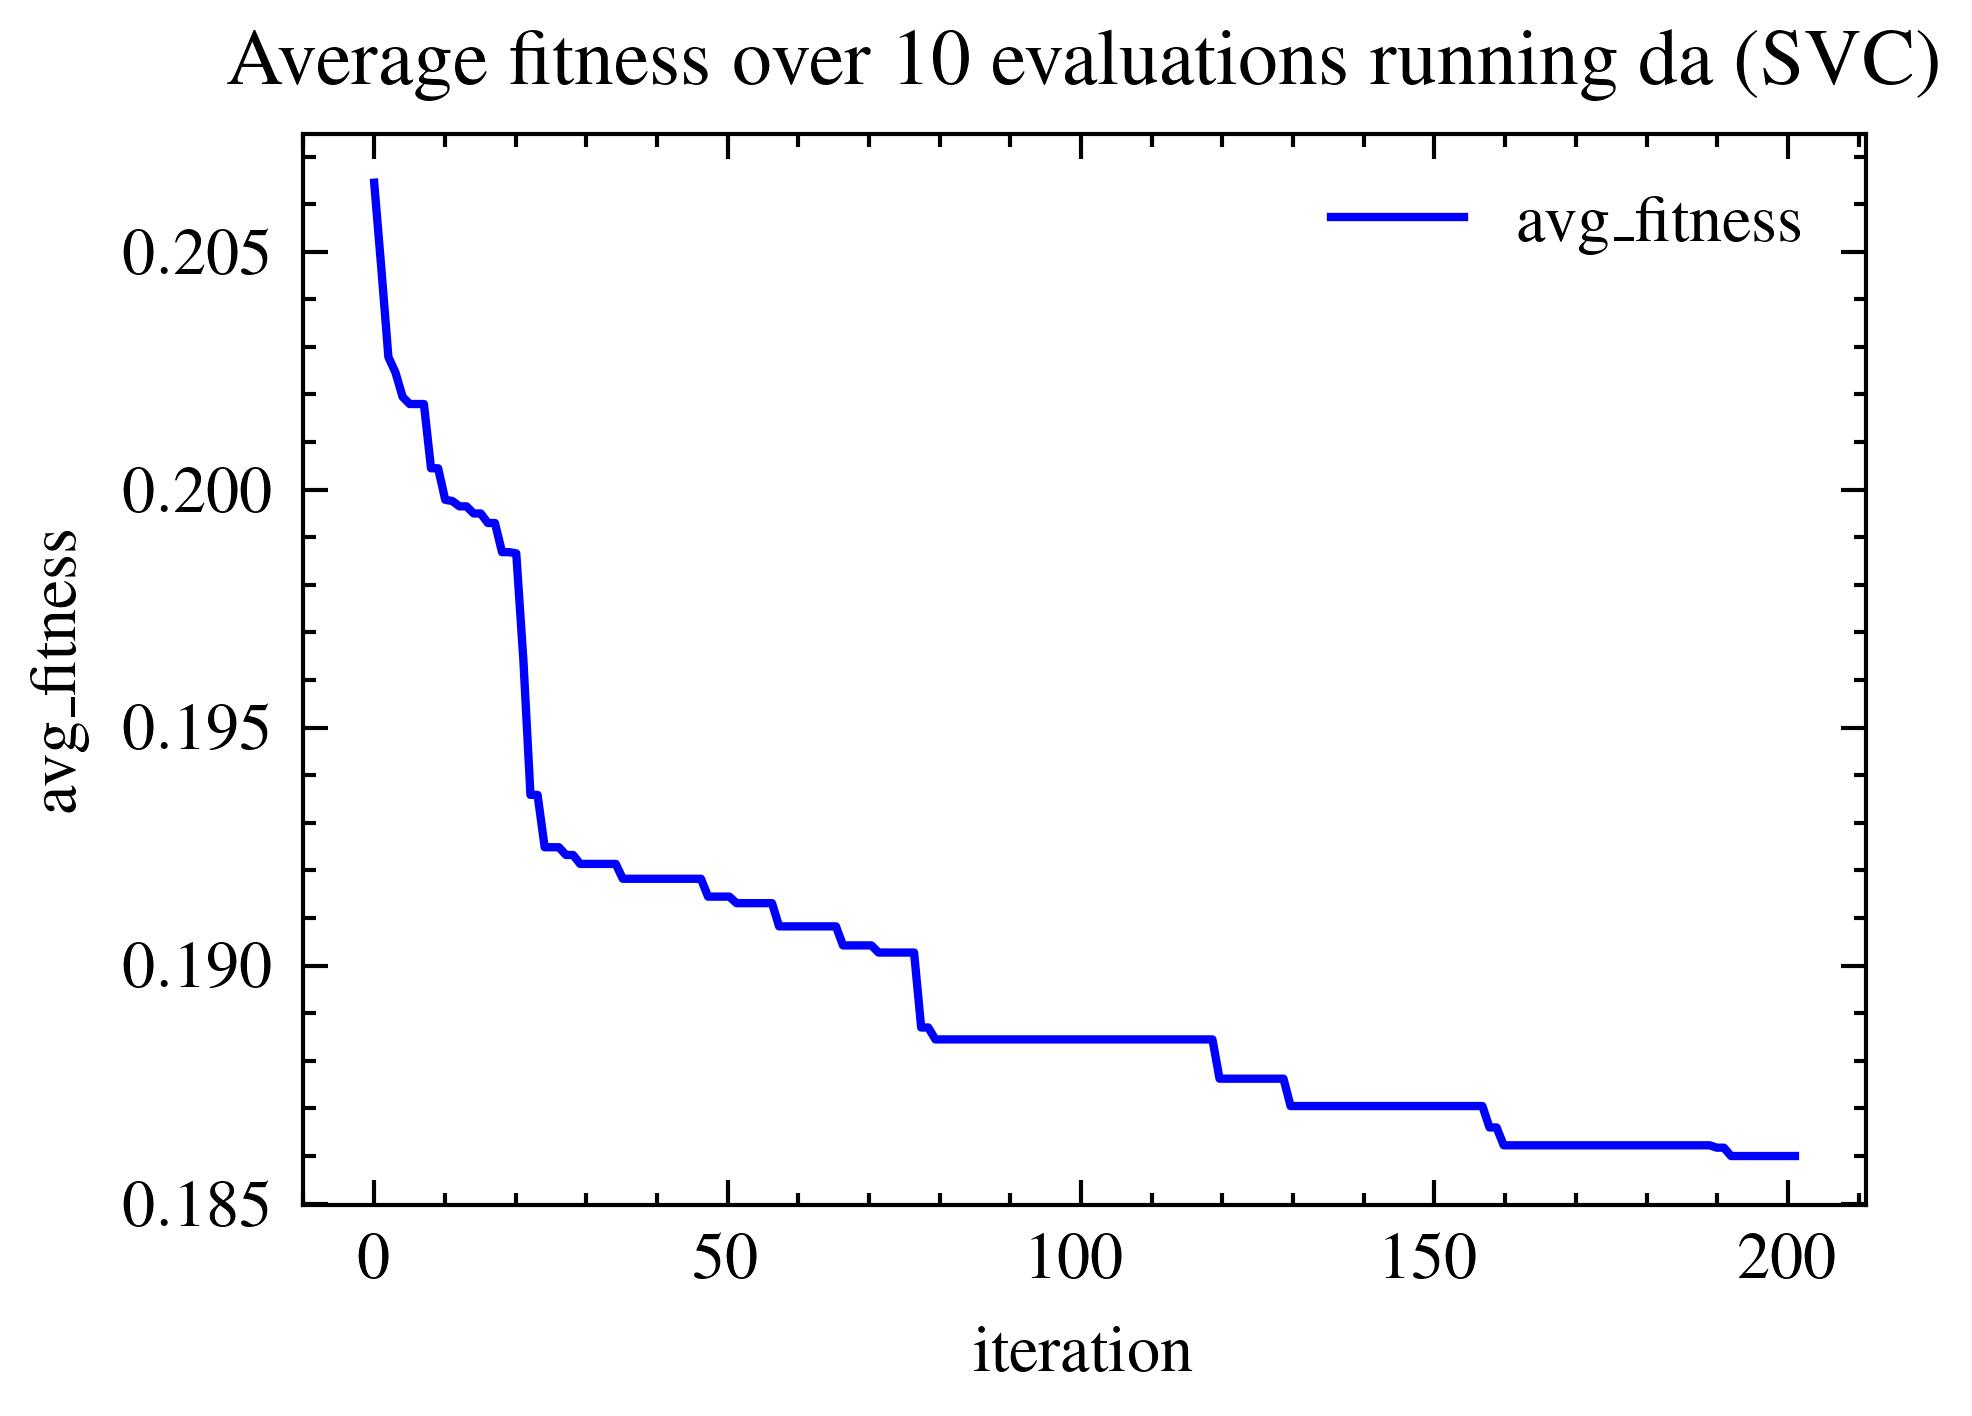 Average fitness over 10 evaluations running da (SVC)
avg_fitness
0.205
0.200
0.195
0.190
0.185
avg_fitness
0 50 100 150 200
iteration